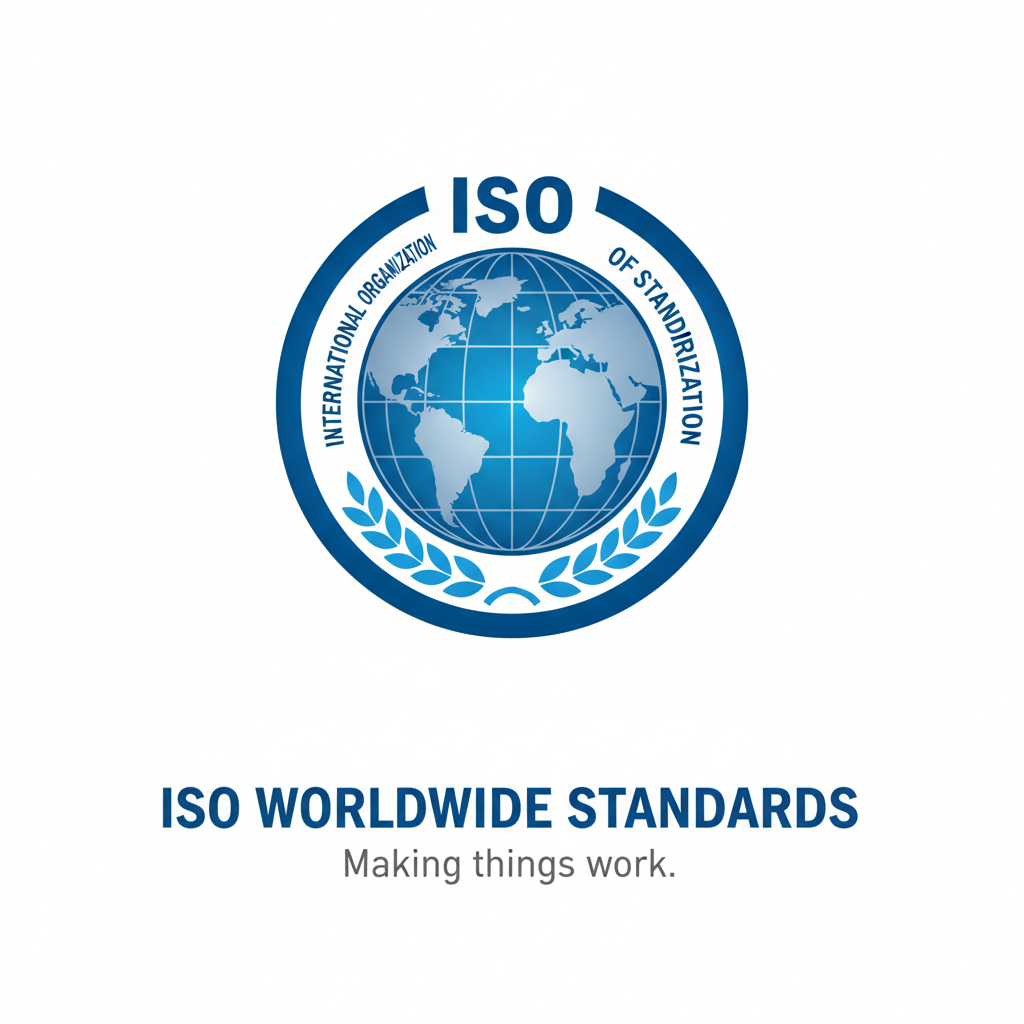 ISO
INTERNATIONAL ORGANIZATION
OF STANDIRIZATION
ISO WORLDWIDE STANDARDS
Making things work.